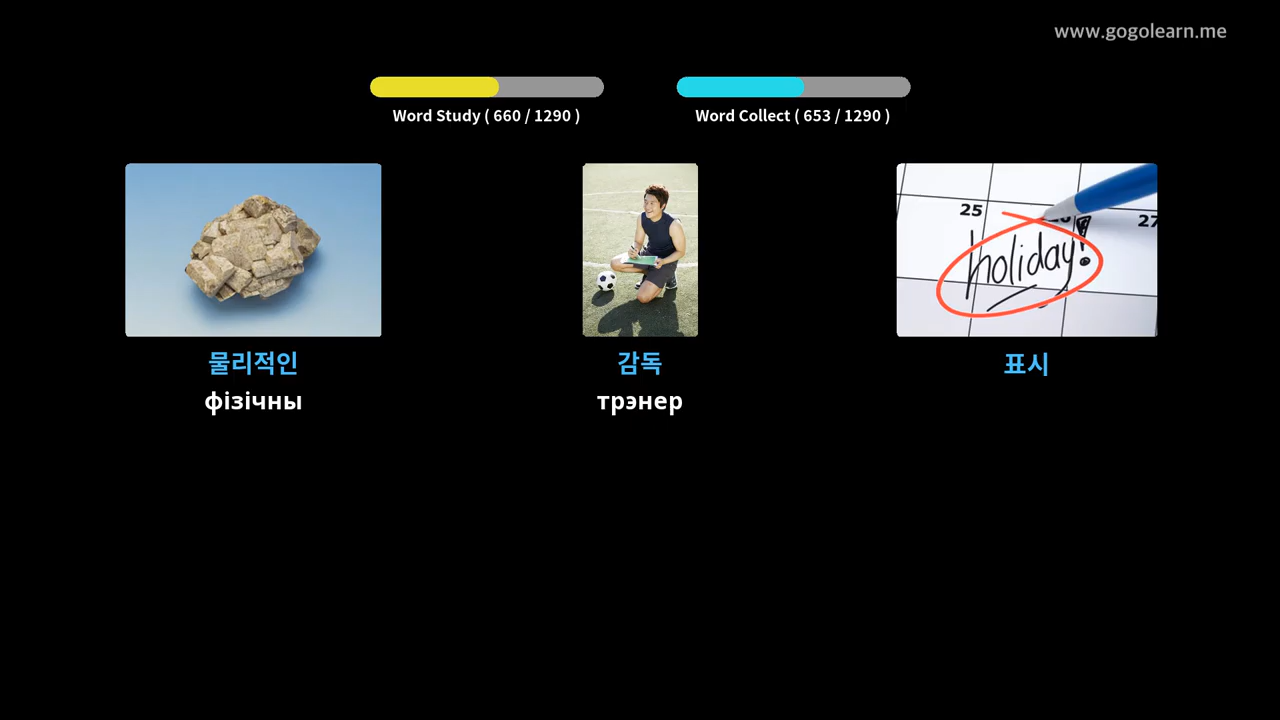 www.gogolearn.me
Word Study ( 660 / 1290 )
Word Collect ( 653 / 1290 )
25
27
holiday!
물리적인
감독
표시
фізічны
трэнер